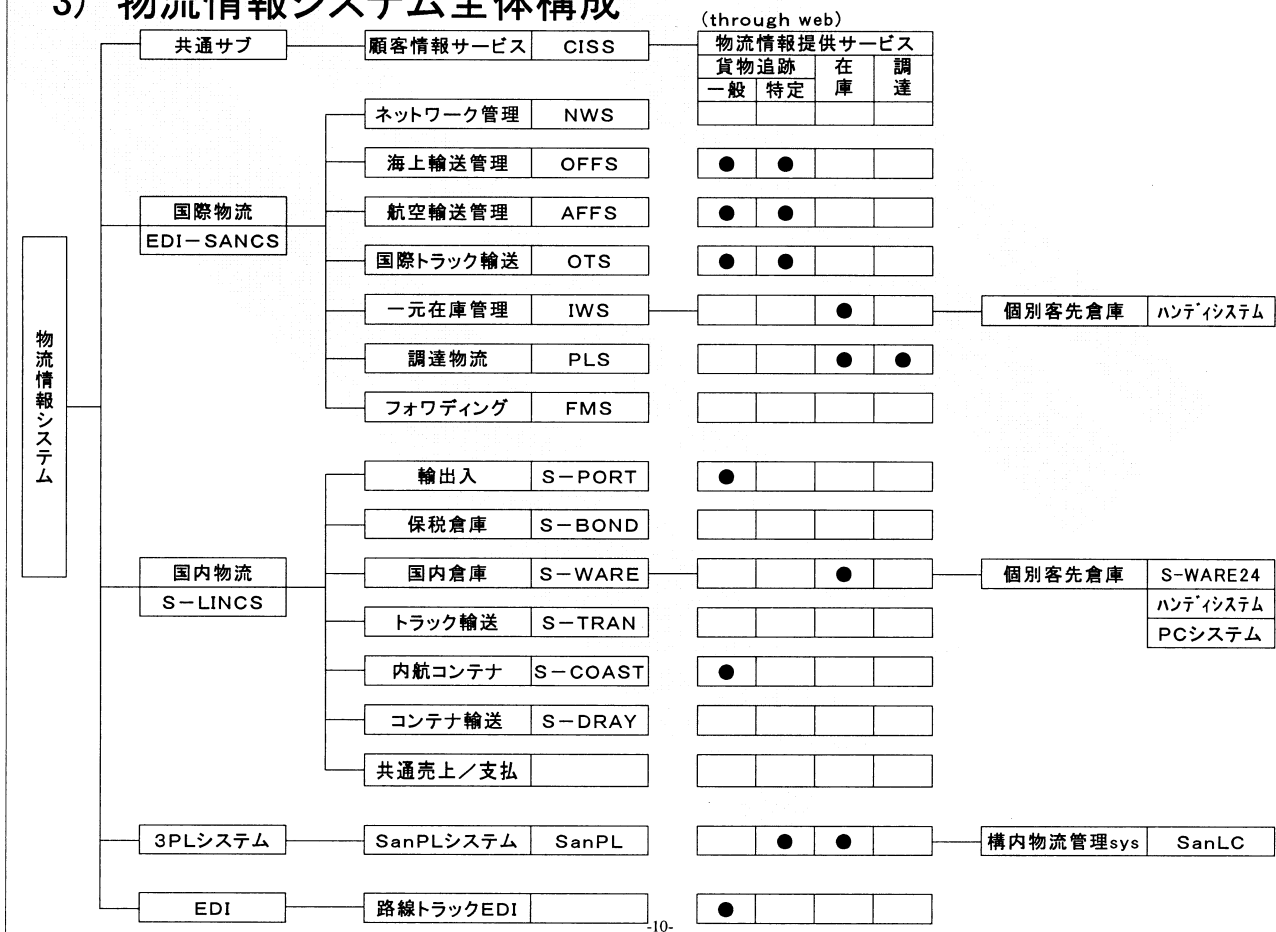 3) 物流情報システム全体構成
(through web)
共通サブ 顧客情報サービス CISS 物流情報提供サービス
貨物追跡 在庫 調達
一般 特定
ネットワーク管理 NWS
海上輸送管理 OFFS ● ●
国際物流 航空輸送管理 AFFS ● ●
EDI-SANCS
国際トラック輸送 OTS ● ●
一元在庫管理 IWS ● 個別客先倉庫 ハンディシステム
物流情報システム
調達物流 PLS ● ●
フォワディング FMS
輸出入 S-PORT ●
保税倉庫 S-BOND
国内物流 国内倉庫 S-WARE ● 個別客先倉庫 S-WARE24
S-LINCS ハンディシステム
トラック輸送 S-TRAN PCシステム
内航コンテナ S-COAST ●
コンテナ輸送 S-DRAY
共通売上/支払
3PLシステム SanPLシステム SanPL ● ● 構内物流管理sys SanLC
EDI 路線トラックEDI ●
-10-